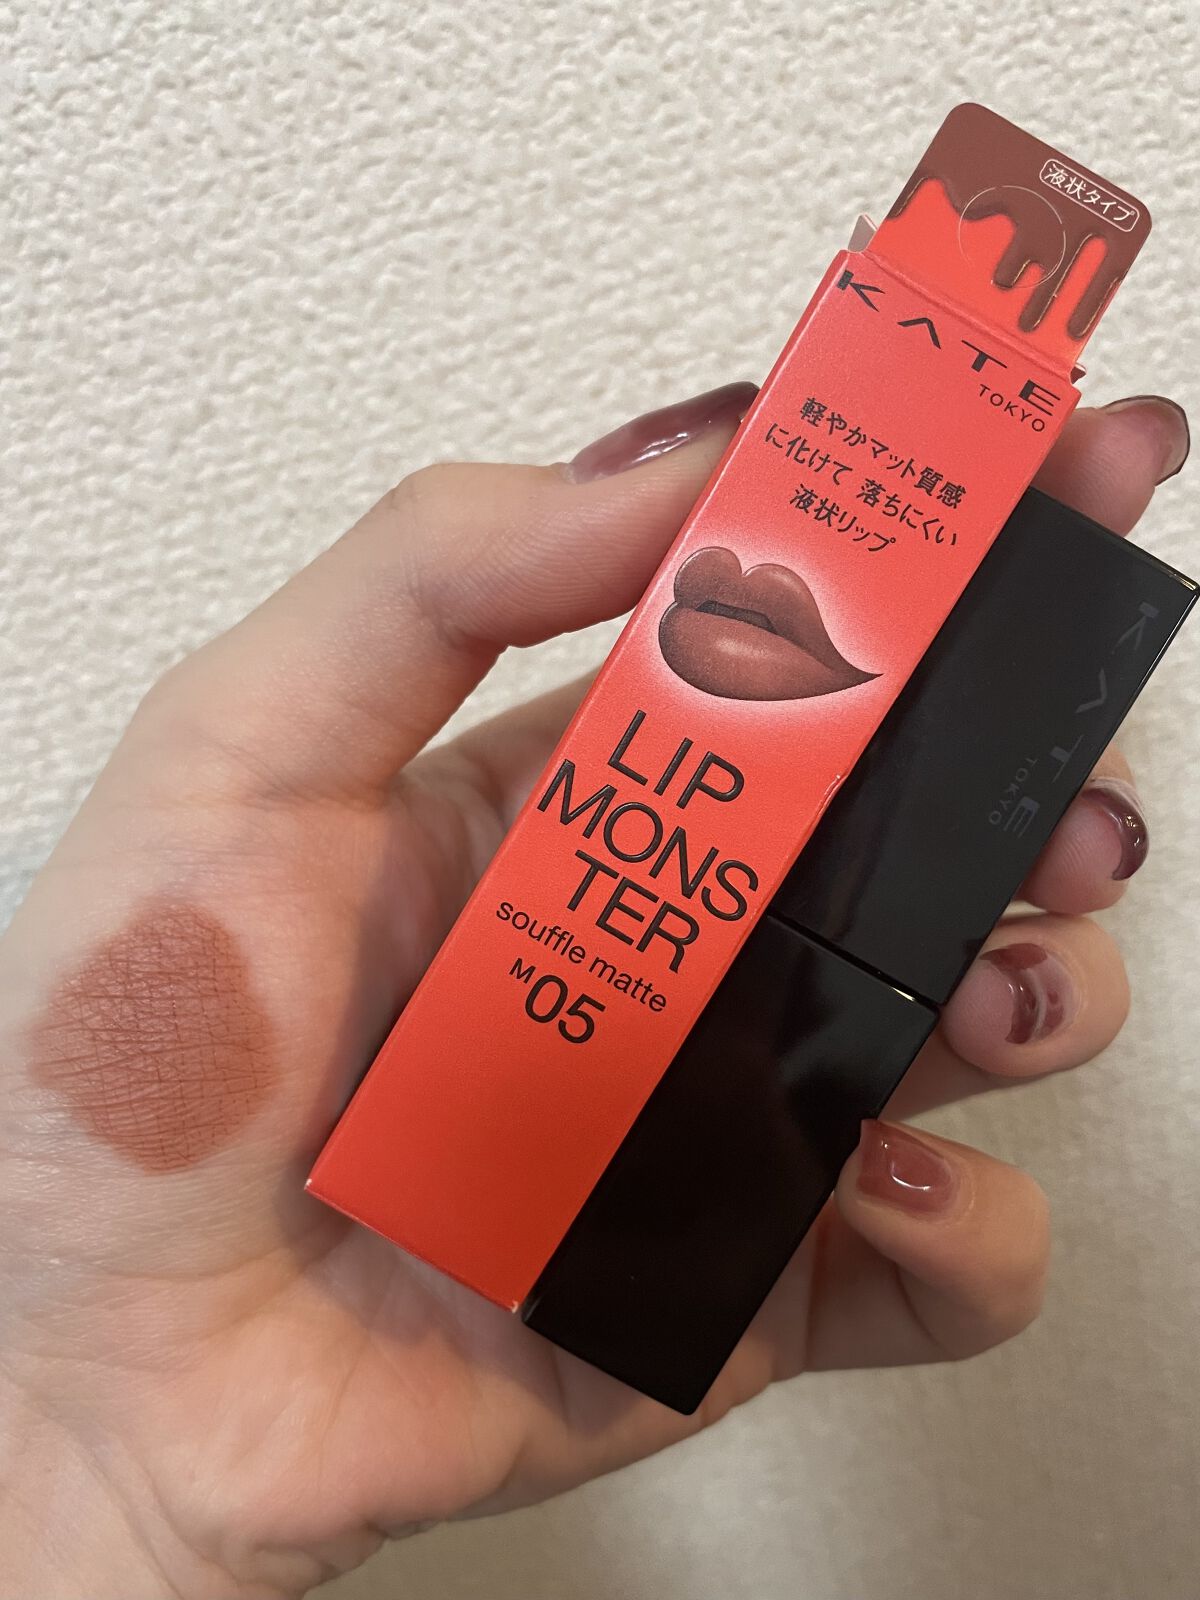 液状タイプ
KATE
TOKYO
軽やかマット質感
に化けて 落ちにくい
液状リップ
LIP
MONS
TER
souffle matte
M05
KATE
TOKYO